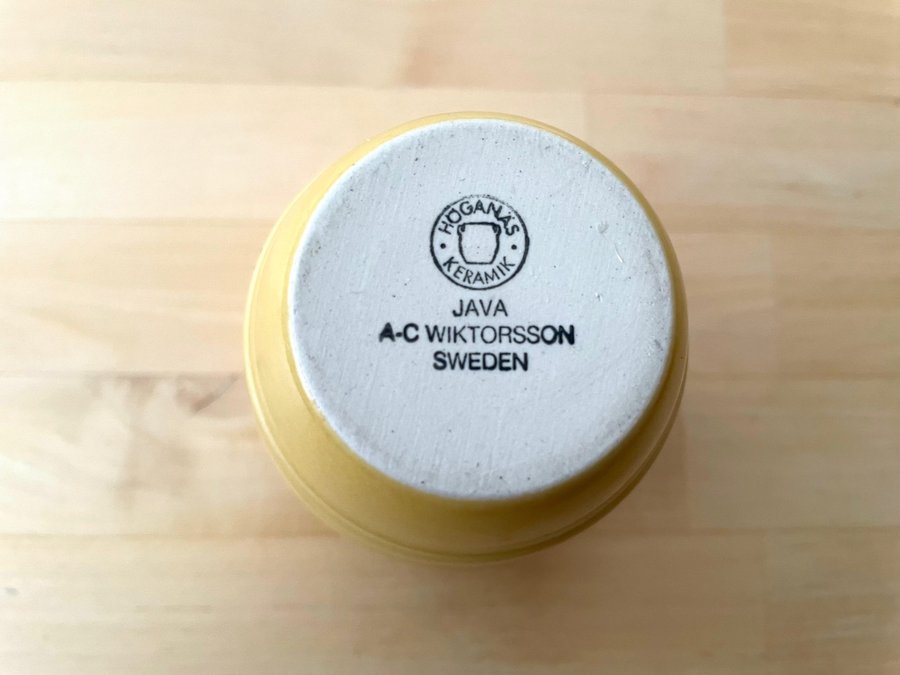 HÖGANÄS
KERAMIK
JAVA
A-C WIKTORSSON
SWEDEN